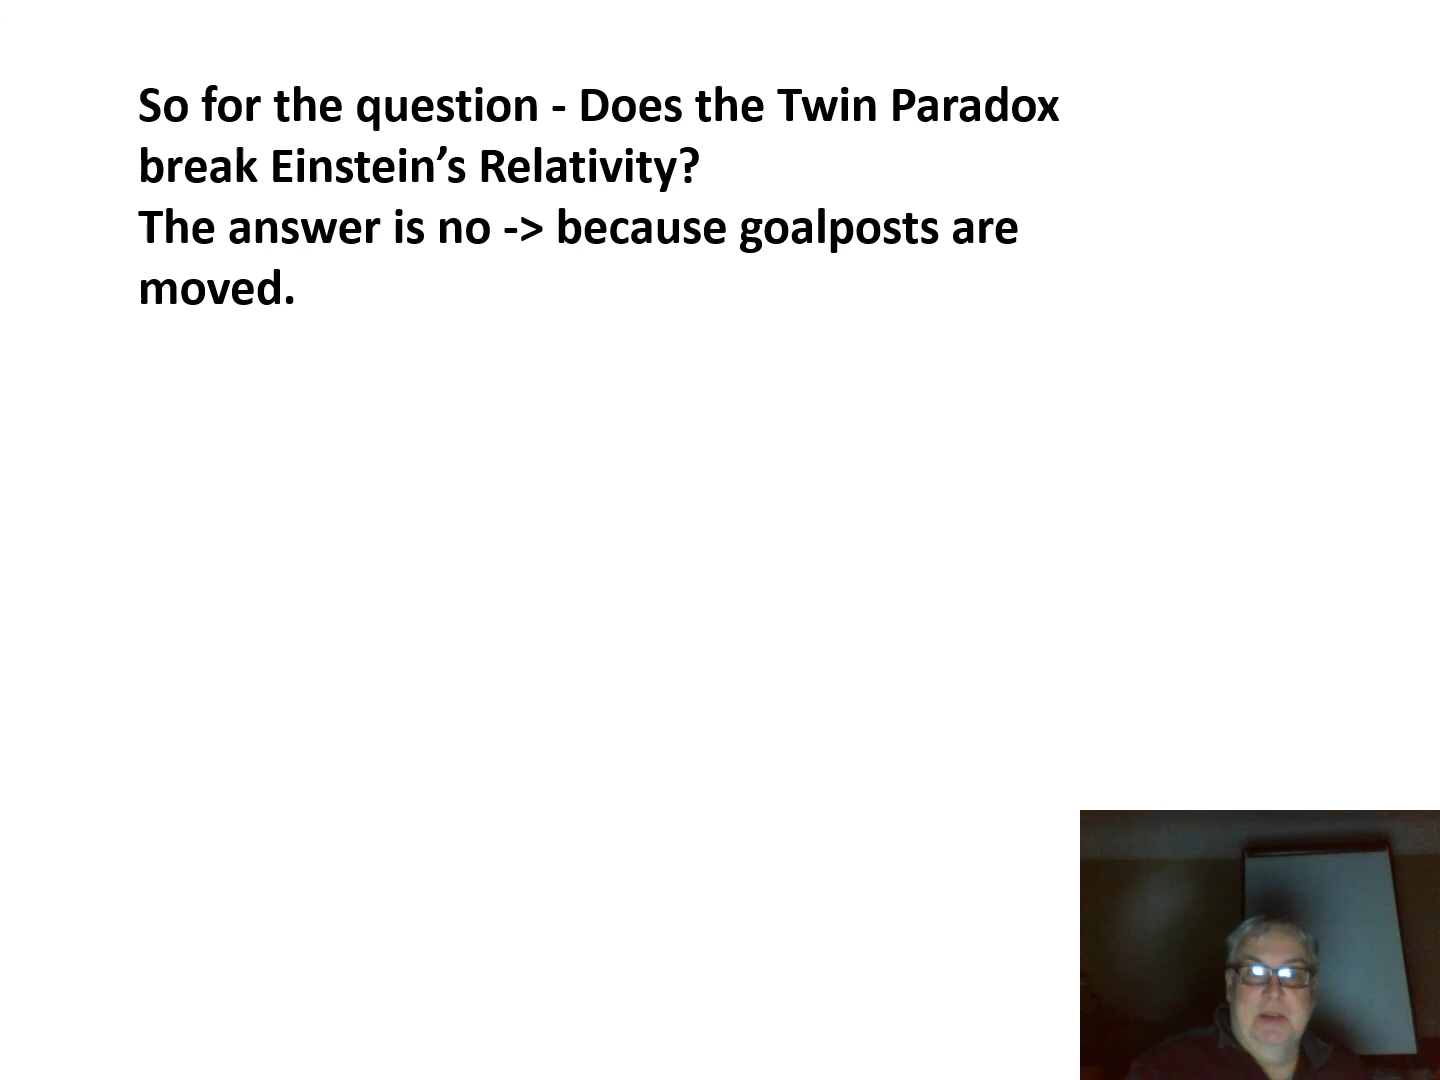 So for the question - Does the Twin Paradox
break Einstein’s Relativity?
The answer is no -> because goalposts are
moved.